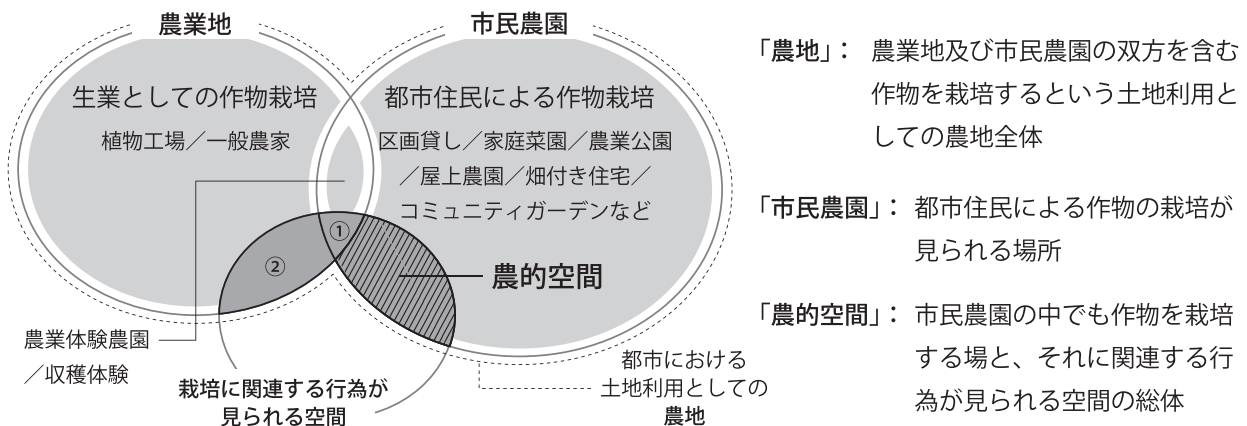 農業地
市民農園
生業としての作物栽培
植物工場／一般農家
都市住民による作物栽培
区画貸し／家庭菜園／農業公園
／屋上農園／畑付き住宅／
コミュニティガーデンなど
①
②
農的空間
農業体験農園
／収穫体験
栽培に関連する行為が
見られる空間
都市における
土地利用としての
農地
「農地」： 農業地及び市民農園の双方を含む
作物を栽培するという土地利用と
しての農地全体
「市民農園」： 都市住民による作物の栽培が
見られる場所
「農的空間」： 市民農園の中でも作物を栽培
する場と、それに関連する行
為が見られる空間の総体